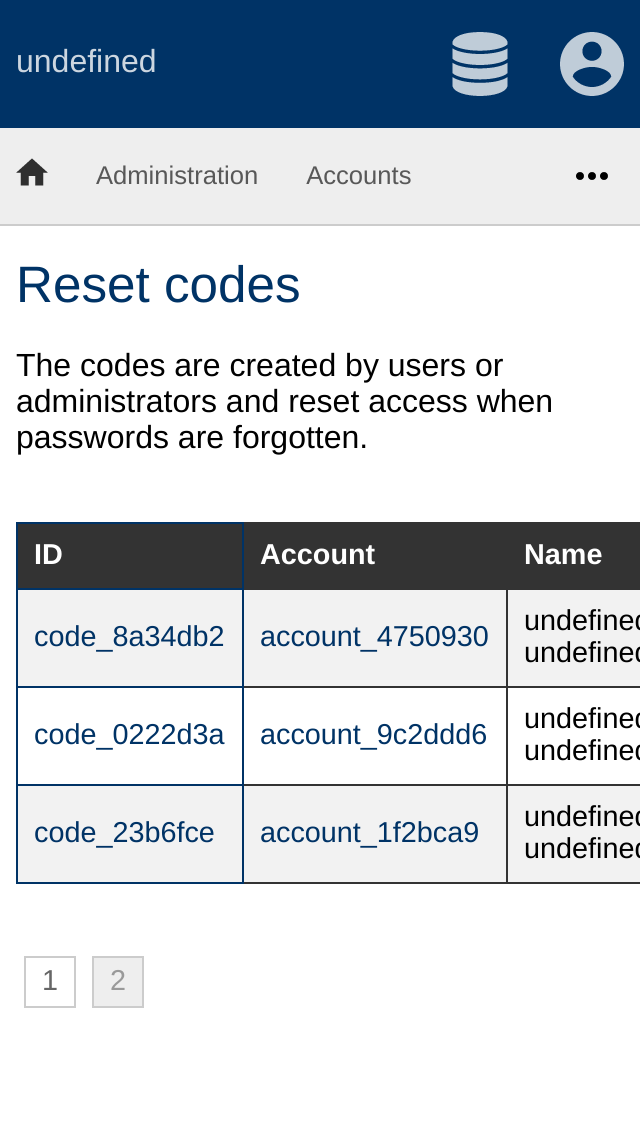 undefined
Administration Accounts
Reset codes
The codes are created by users or
administrators and reset access when
passwords are forgotten.
ID Account Name
code_8a34db2 account_4750930 undefined
undefined
code_0222d3a account_9c2ddd6 undefined
undefined
code_23b6fce account_1f2bca9 undefined
undefined
1 2